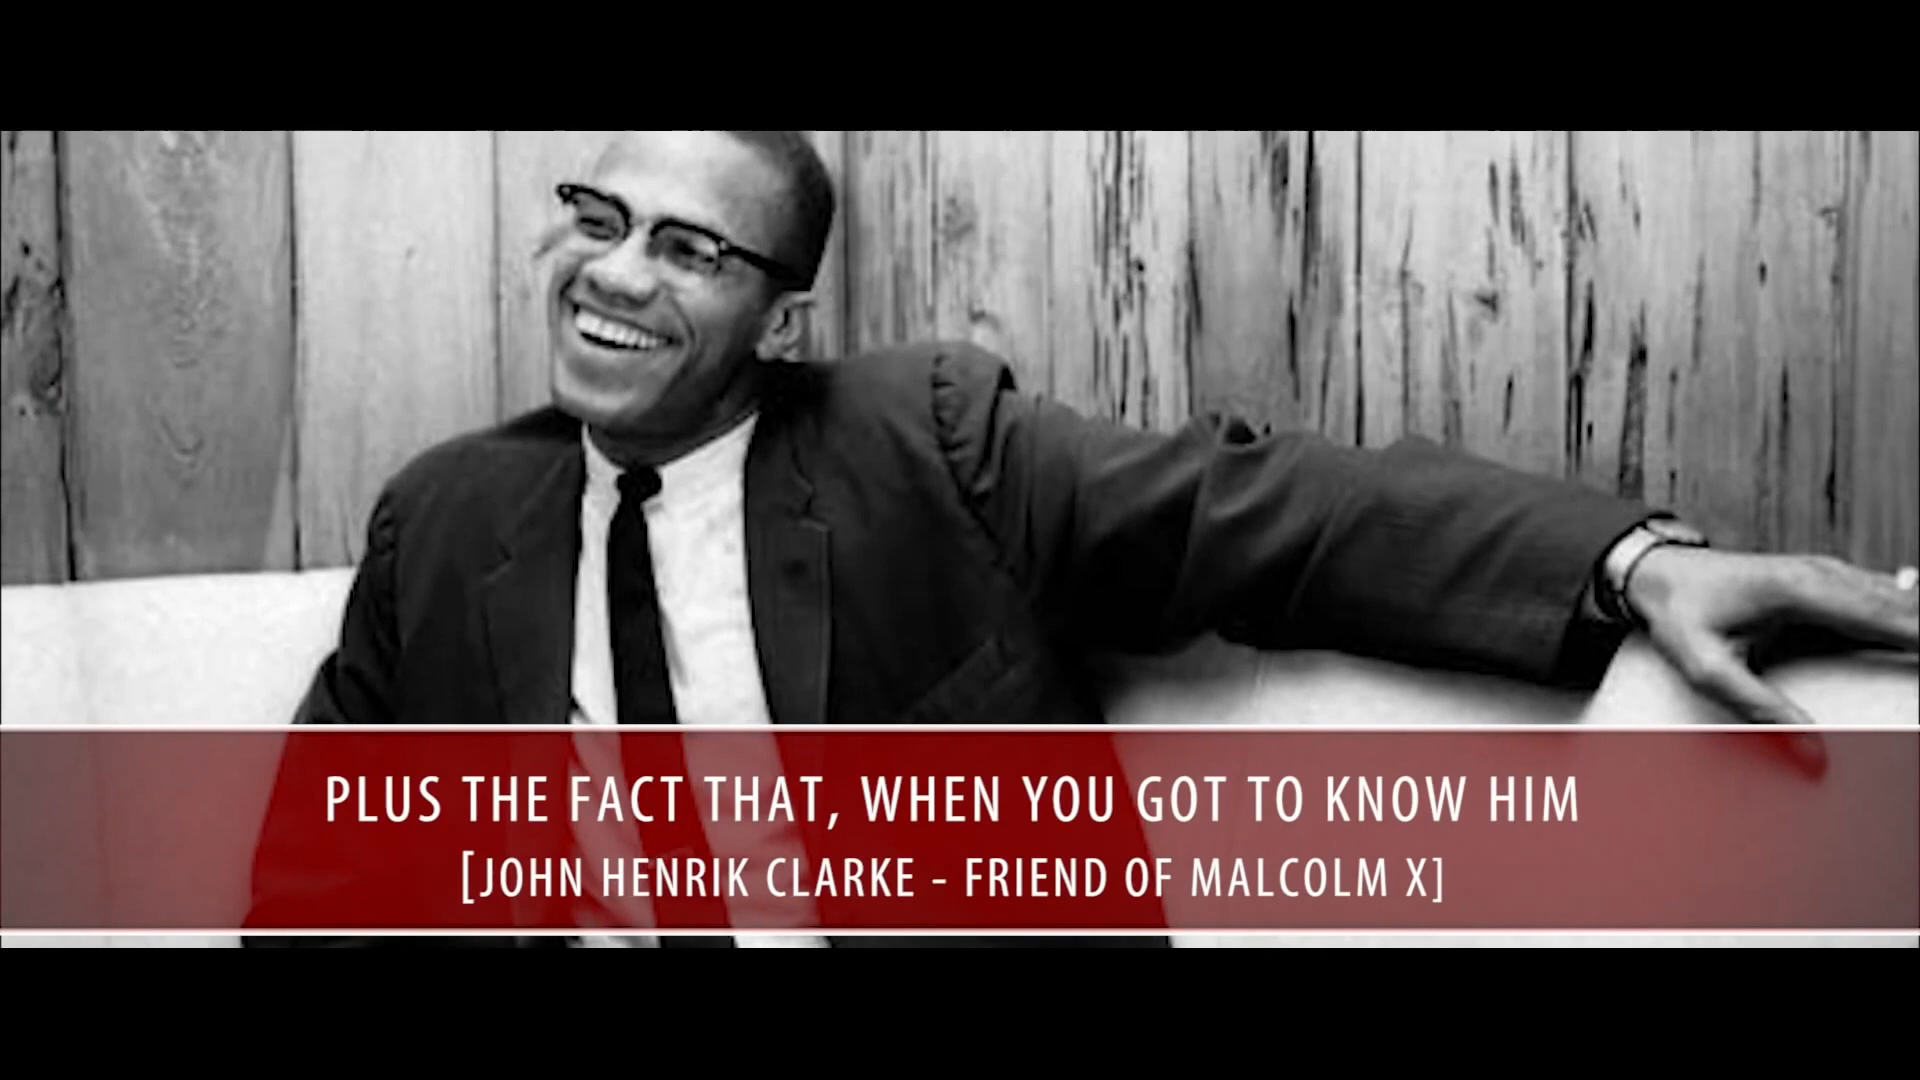 PLUS THE FACT THAT, WHEN YOU GOT TO KNOW HIM
[JOHN HENRIK CLARKE - FRIEND OF MALCOLM X]